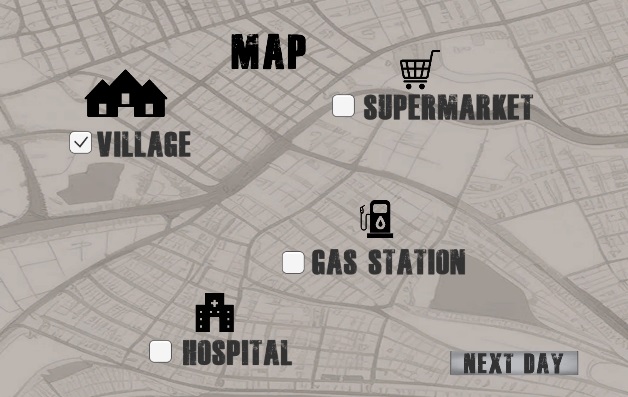 MAP
SUPERMARKET
VILLAGE
GAS STATION
HOSPITAL
NEXT DAY